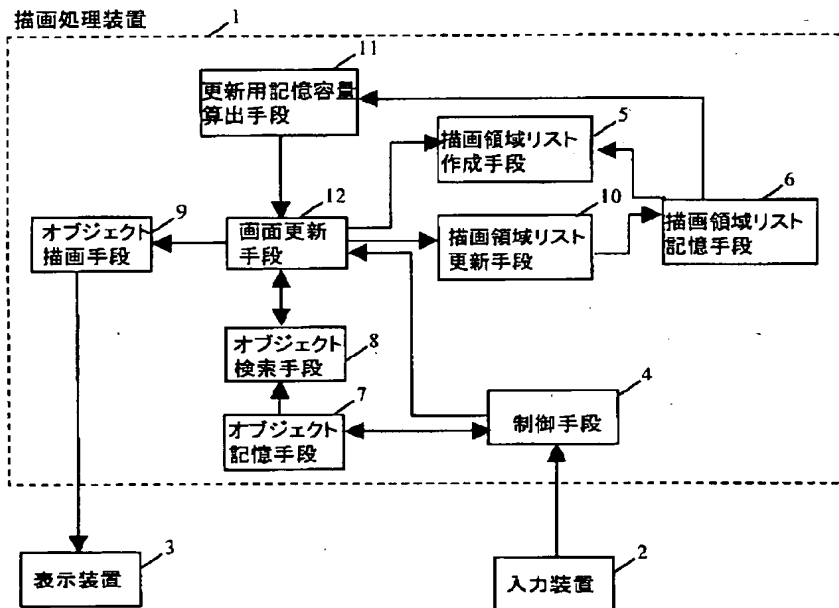 描画処理装置
1
11
更新用記憶容量
算出手段
5
描画領域リスト
作成手段
6
描画領域リスト
記憶手段
9
オブジェクト
描画手段
12
画面更新
手段
10
描画領域リスト
更新手段
オブジェクト
検索手段
8
7
オブジェクト
記憶手段
4
制御手段
3
表示装置
2
入力装置